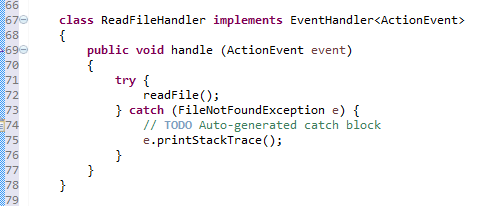 66
67 class ReadFileHandler implements EventHandler<ActionEvent>
68 {
69 public void handle (ActionEvent event)
70 {
71 try {
72 readFile();
73 } catch (FileNotFoundException e) {
74 // TODO Auto-generated catch block
75 e.printStackTrace();
76 }
77 }
78 }
79